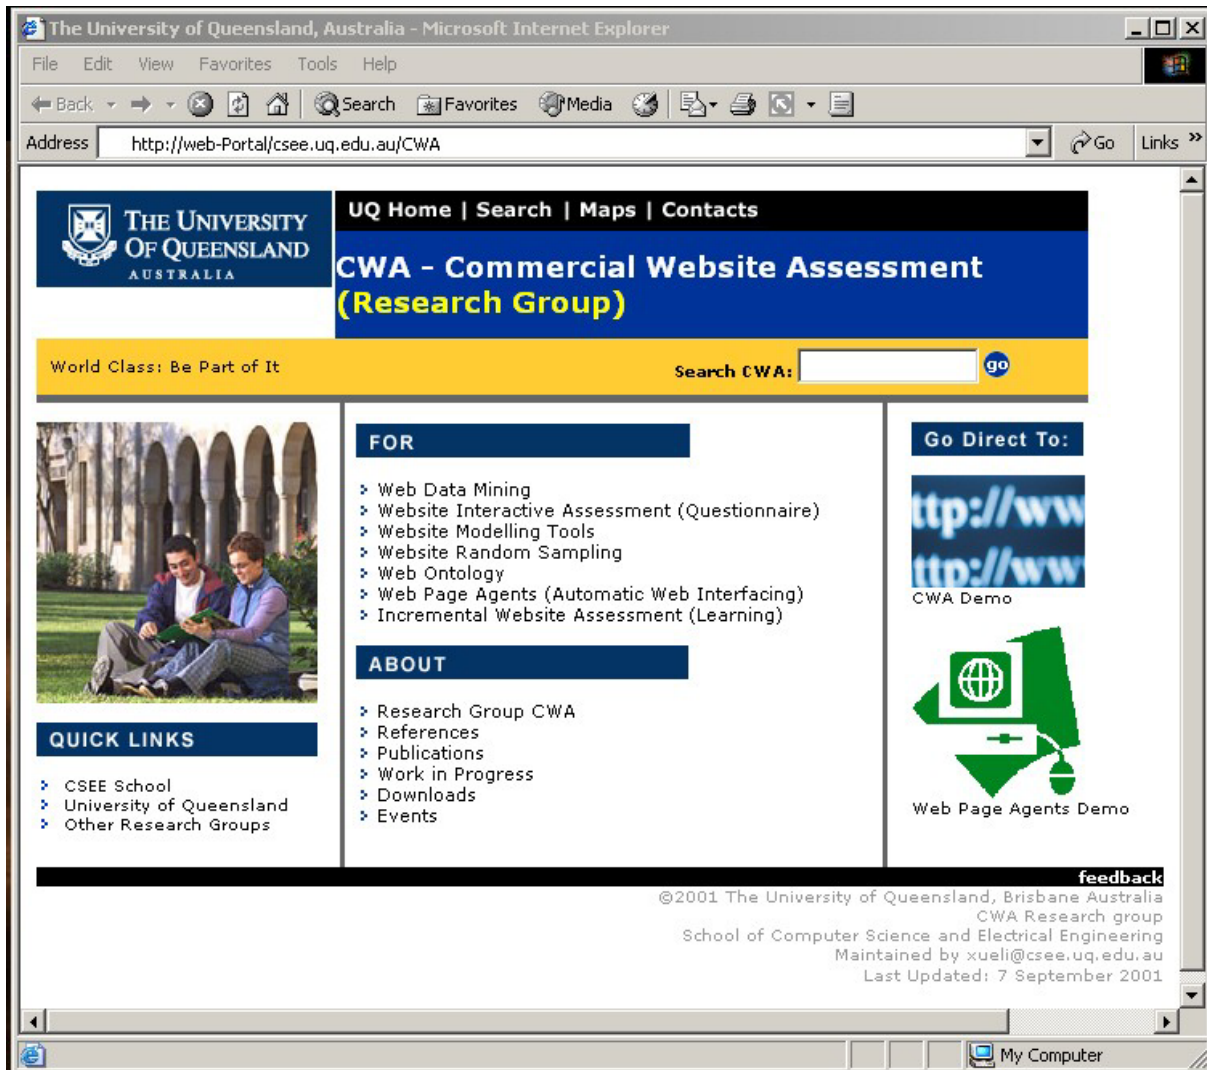 The University of Queensland, Australia - Microsoft Internet Explorer
File Edit View Favorites Tools Help
Back Search Favorites Media
Address http://web-Portal/csee.uq.edu.au/CWA Go Links »
THE UNIVERSITY
OF QUEENSLAND
AUSTRALIA
UQ Home | Search | Maps | Contacts
CWA - Commercial Website Assessment
(Research Group)
World Class: Be Part of It
Search CWA: go
QUICK LINKS
CSEE School
University of Queensland
Other Research Groups
FOR
Web Data Mining
Website Interactive Assessment (Questionnaire)
Website Modelling Tools
Website Random Sampling
Web Ontology
Web Page Agents (Automatic Web Interfacing)
Incremental Website Assessment (Learning)
ABOUT
Research Group CWA
References
Publications
Work in Progress
Downloads
Events
Go Direct To:
ttp://ww
ttp://ww
CWA Demo
Web Page Agents Demo
feedback
©2001 The University of Queensland, Brisbane Australia
CWA Research group
School of Computer Science and Electrical Engineering
Maintained by xueli@csee.uq.edu.au
Last Updated: 7 September 2001
My Computer